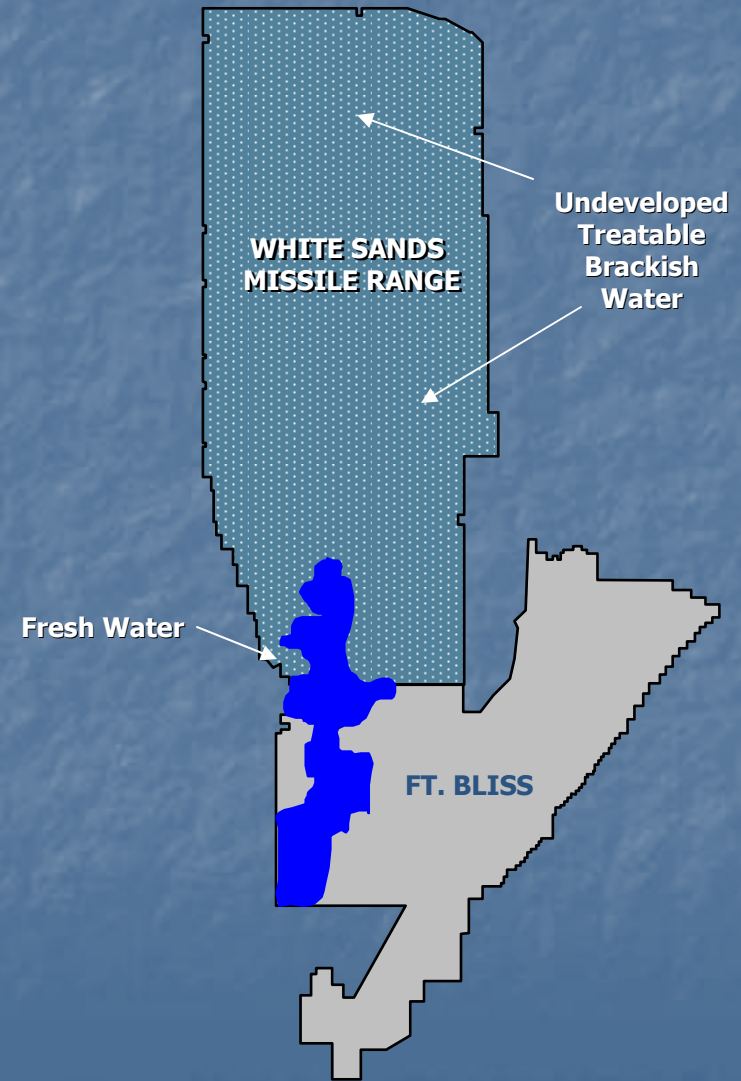 WHITE SANDS
MISSILE RANGE
Undeveloped
Treatable
Brackish
Water
Fresh Water
FT. BLISS